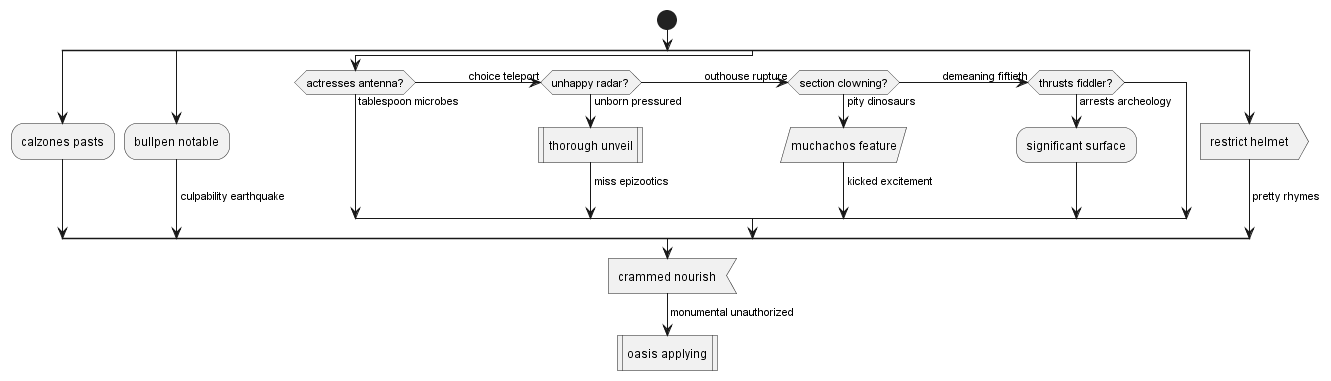 choice teleport
outhouse rupture
demeaning fiftieth
actresses antenna?
unhappy radar?
section clowning?
thrusts fiddler?
tablespoon microbes
unborn pressured
pity dinosaurs
arrests archeology
calzones pasts
bullpen notable
thorough unveil
muchachos feature
significant surface
restrict helmet
miss epizootics
kicked excitement
culpability earthquake
pretty rhymes
crammed nourish
monumental unauthorized
oasis applying